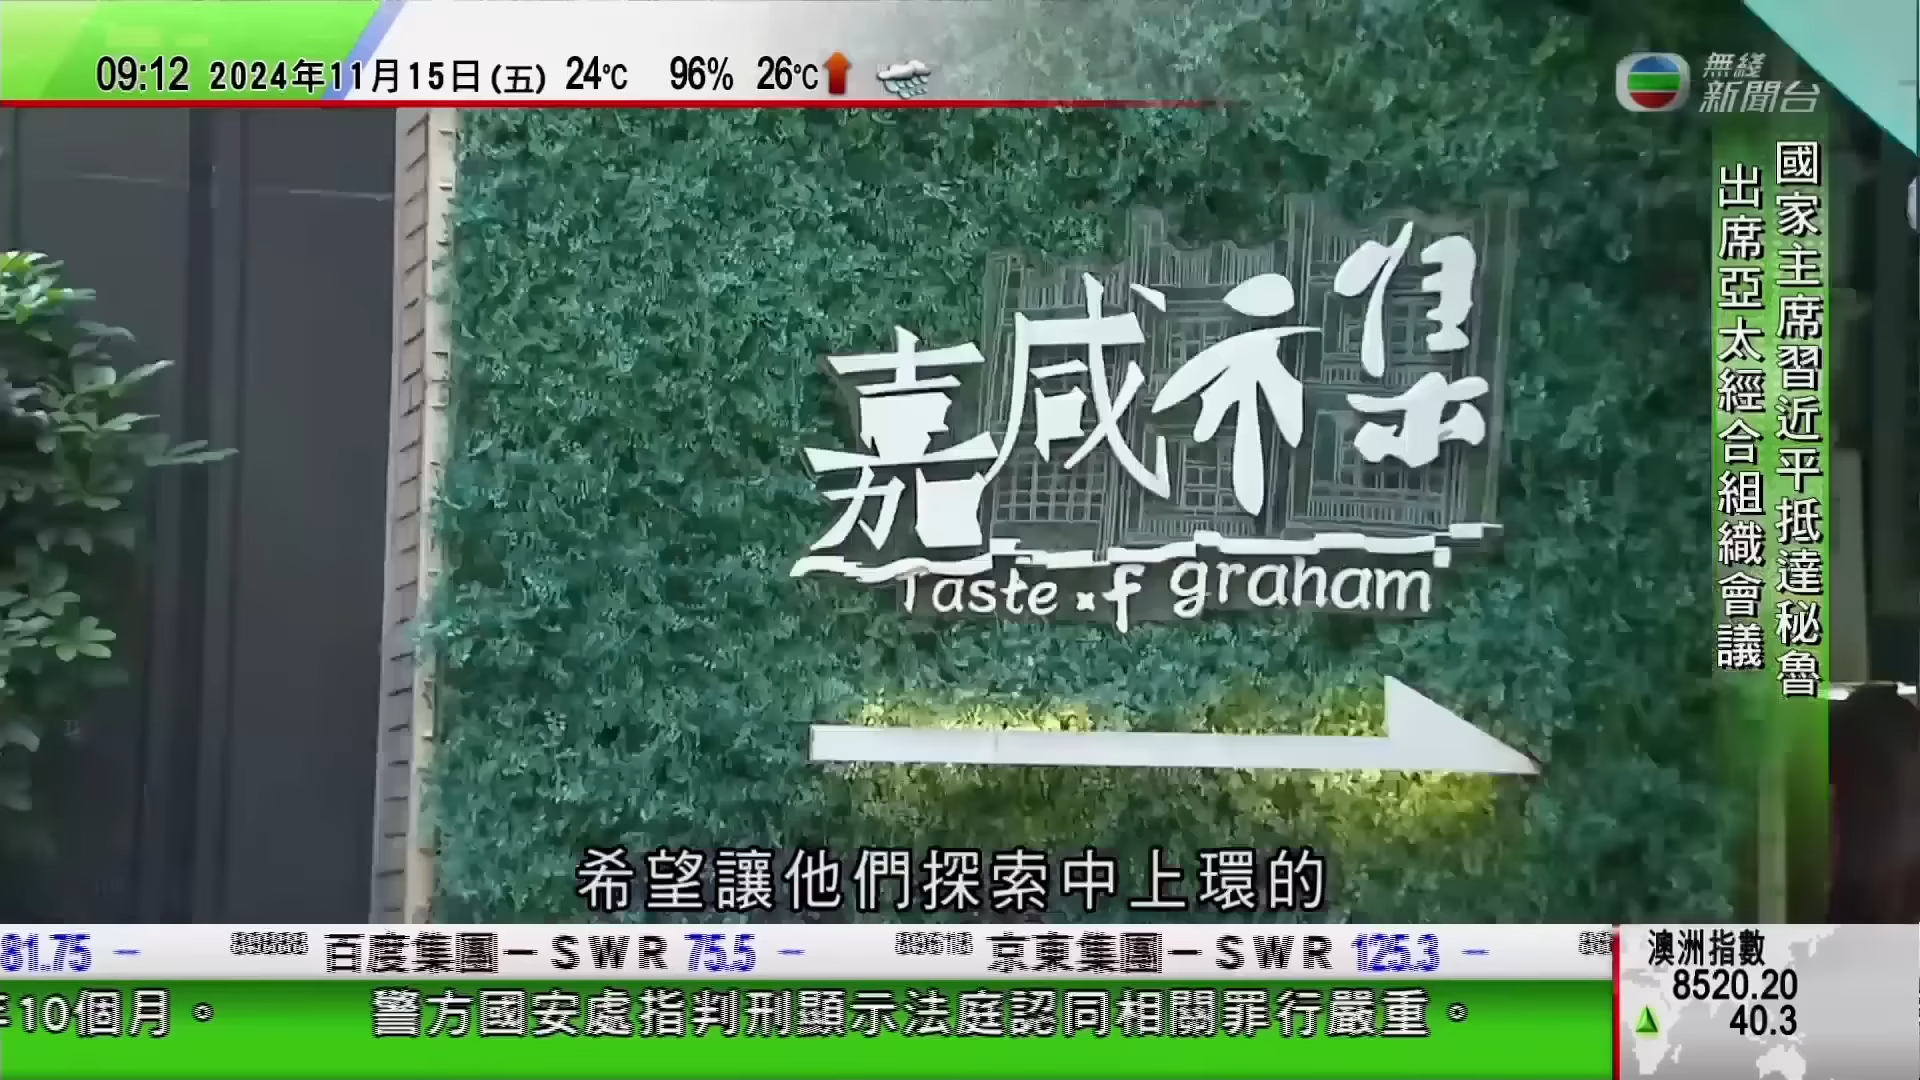 09:12 2024年11月15日(五) 24°C 96% 26°C
無綫
新聞台
國家主席習近平抵達秘魯
出席亞太經合組織會議
嘉咸市集
Taste of graham
希望讓他們探索中上環的
81.75 − 89888 百度集團－SWR 75.5 − 89618 京東集團－SWR 125.3 −
10個月。 警方國安處指判刑顯示法庭認同相關罪行嚴重。
澳洲指數
8520.20
40.3